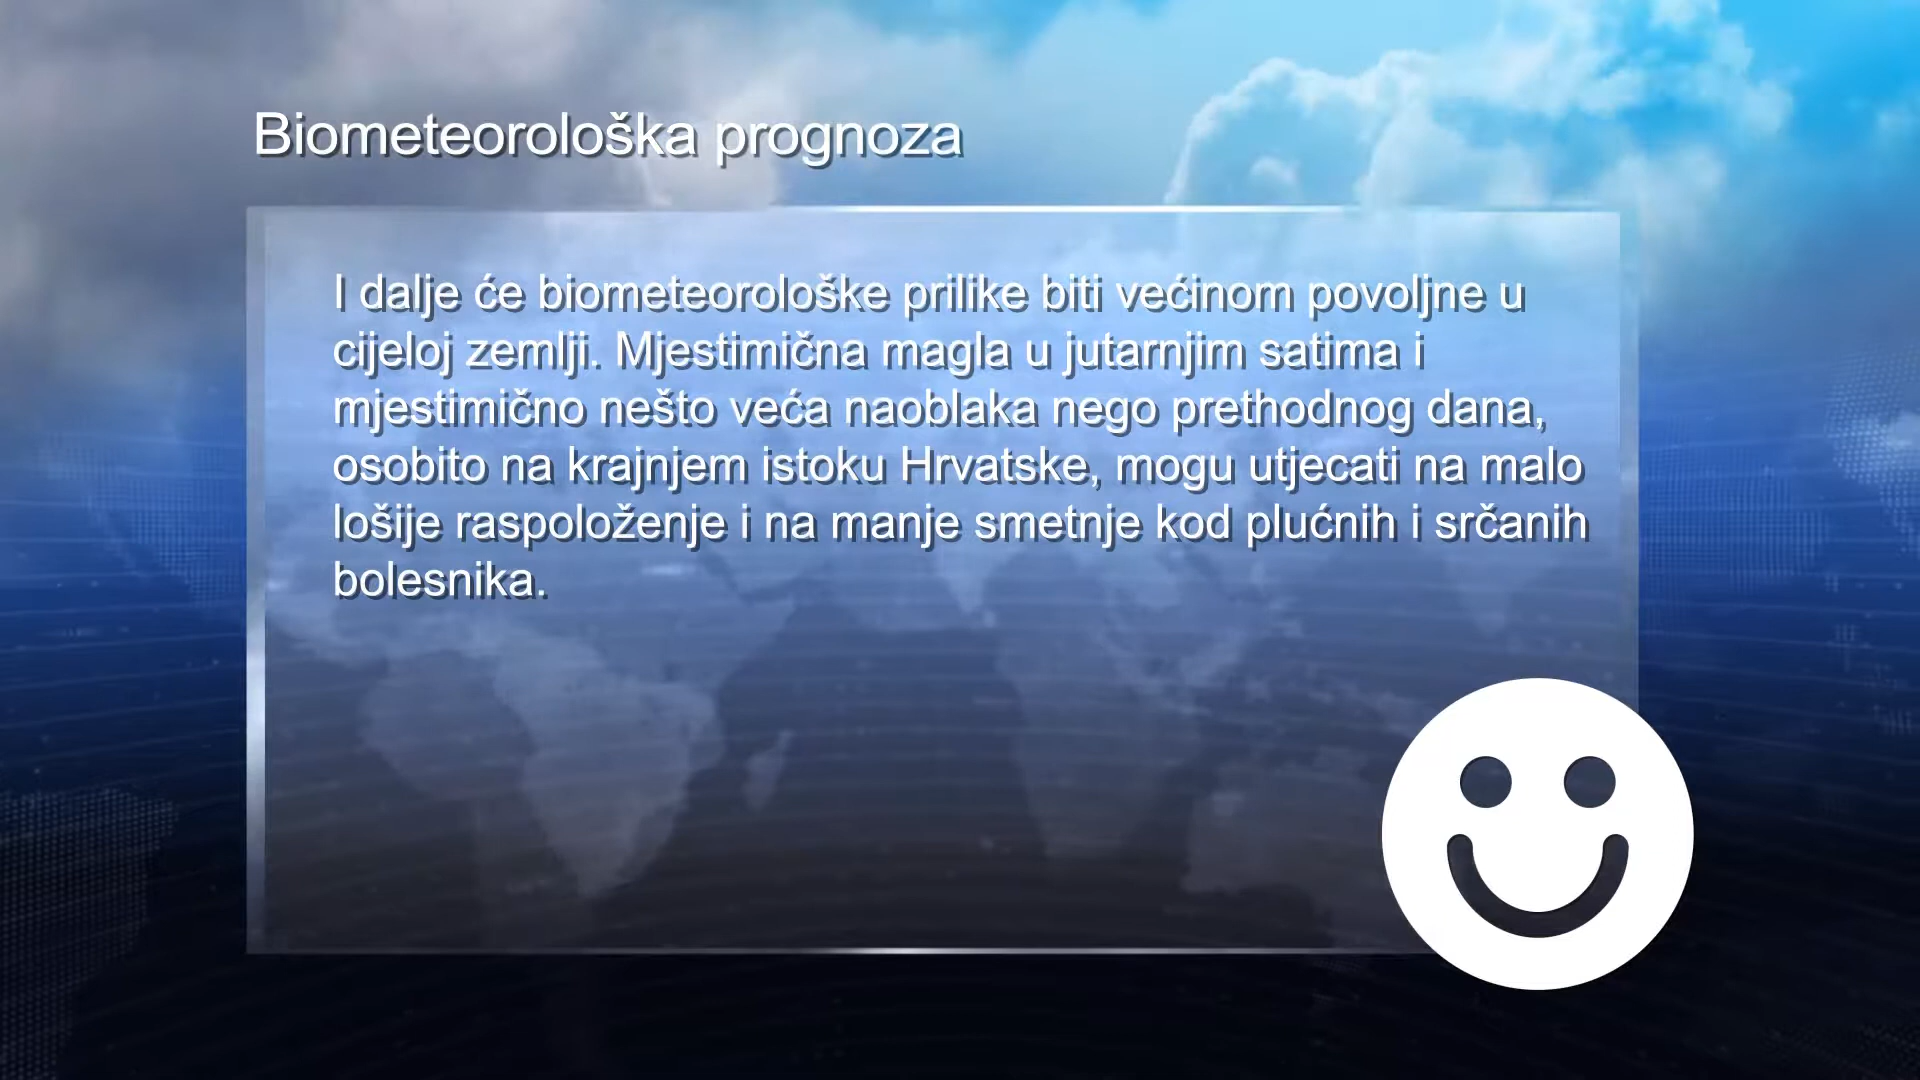 Biometeorološka prognoza
I dalje će biometeorološke prilike biti većinom povoljne u
cijeloj zemlji. Mjestimična magla u jutarnjim satima i
mjestimično nešto veća naoblaka nego prethodnog dana,
osobito na krajnjem istoku Hrvatske, mogu utjecati na malo
lošije raspoloženje i na manje smetnje kod plućnih i srčanih
bolesnika.